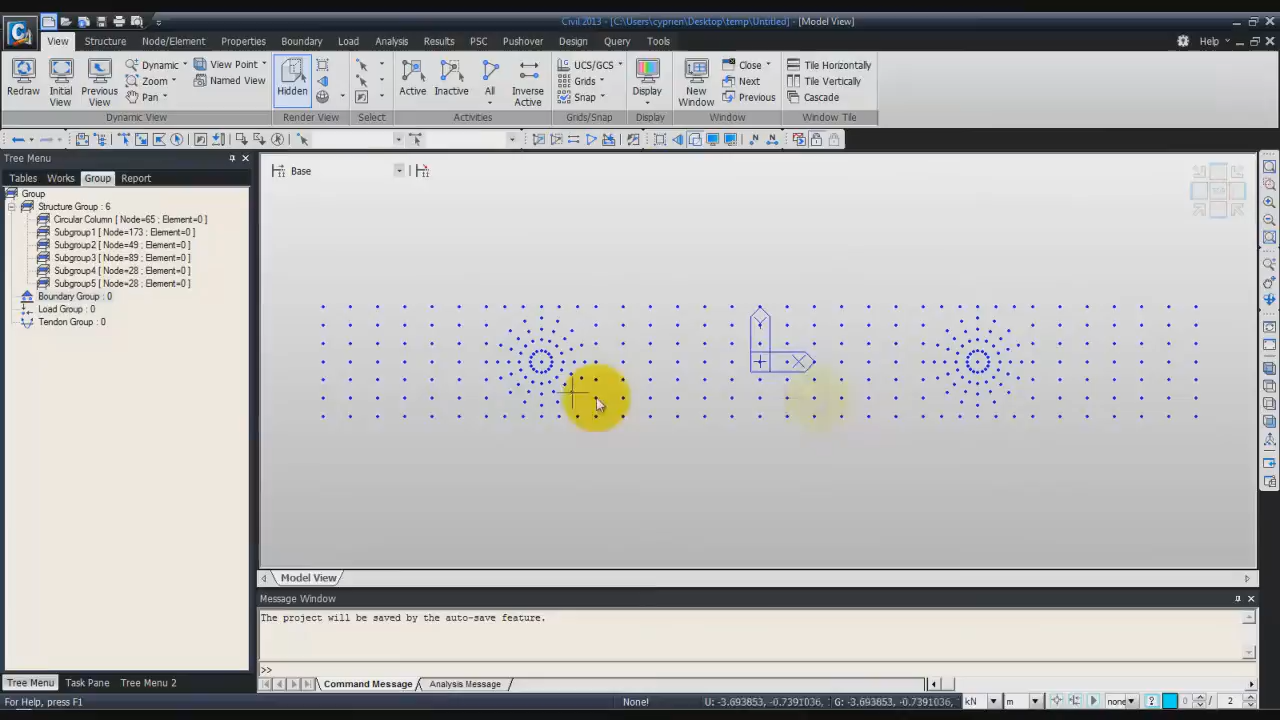 Civil 2013 - [C:\Users\cyprien\Desktop\temp\Untitled] - [Model View]
View Structure Node/Element Properties Boundary Load Analysis Results PSC Pushover Design Query Tools Help
Redraw Initial View Previous View Dynamic Zoom Pan View Point Named View
Hidden Active Inactive All Inverse Active UCS/GCS Grids Snap Display New Window Close Next Previous Tile Horizontally Tile Vertically Cascade
Dynamic View Render View Select Activities Grids/Snap Display Window Window Tile
Tree Menu
Tables Works Group Report
Base
Group
Structure Group : 6
Circular Column [ Node=65 ; Element=0 ]
Subgroup1 [ Node=173 ; Element=0 ]
Subgroup2 [ Node=49 ; Element=0 ]
Subgroup3 [ Node=89 ; Element=0 ]
Subgroup4 [ Node=28 ; Element=0 ]
Subgroup5 [ Node=28 ; Element=0 ]
Boundary Group : 0
Load Group : 0
Tendon Group : 0
Model View
Message Window
The project will be saved by the auto-save feature.
>>
Tree Menu Task Pane Tree Menu 2 Command Message Analysis Message
For Help, press F1 None! U: -3.693853, -0.7391036, G: -3.693853, -0.7391036, kN m none 0 / 2